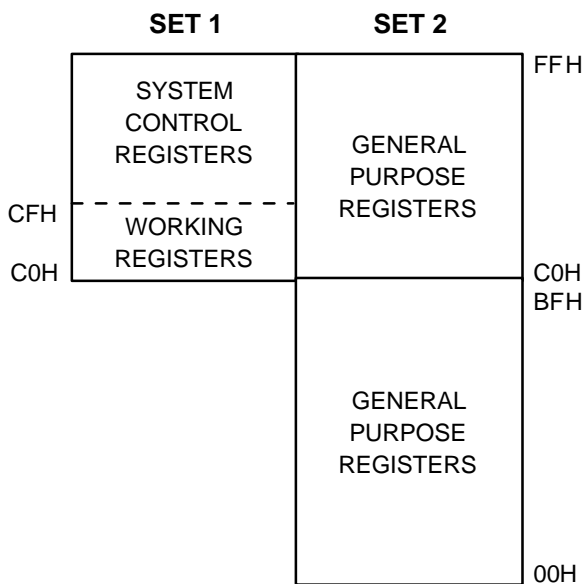 SET 1
SET 2
FFH
SYSTEM
CONTROL
REGISTERS
GENERAL
PURPOSE
REGISTERS
CFH
WORKING
REGISTERS
C0H
C0H
BFH
GENERAL
PURPOSE
REGISTERS
00H